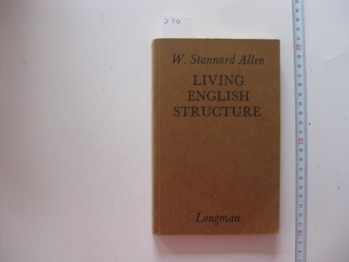 W. Stannard Allen
LIVING
ENGLISH
STRUCTURE
Longman